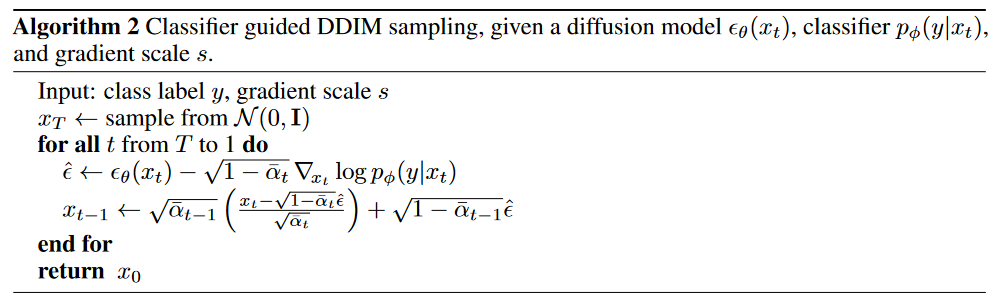 Algorithm 2 Classifier guided DDIM sampling, given a diffusion model $\epsilon_\theta(x_t)$, classifier $p_\phi(y|x_t)$,
and gradient scale $s$.
Input: class label $y$, gradient scale $s$
$x_T \leftarrow$ sample from $\mathcal{N}(0, \mathbf{I})$
for all $t$ from $T$ to 1 do
$\hat{\epsilon} \leftarrow \epsilon_\theta(x_t) - \sqrt{1 - \bar{\alpha}_t} \nabla_{x_t} \log p_\phi(y|x_t)$
$x_{t-1} \leftarrow \sqrt{\bar{\alpha}_{t-1}} \left( \frac{x_t - \sqrt{1 - \bar{\alpha}_t} \hat{\epsilon}}{\sqrt{\bar{\alpha}_t}} \right) + \sqrt{1 - \bar{\alpha}_{t-1}} \hat{\epsilon}$
end for
return $x_0$